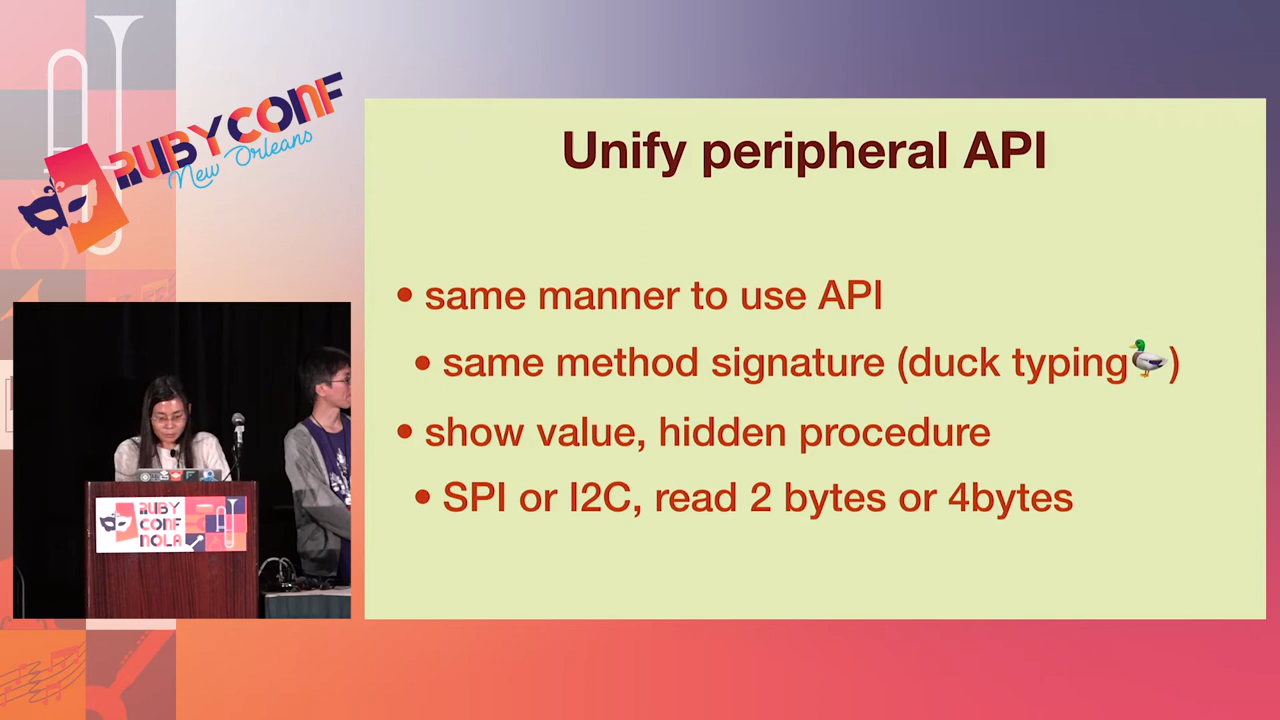 RUBYCONF
New Orleans
Unify peripheral API
• same manner to use API
• same method signature (duck typing🦆)
• show value, hidden procedure
• SPI or I2C, read 2 bytes or 4bytes
RUBY
CONF
NOLA